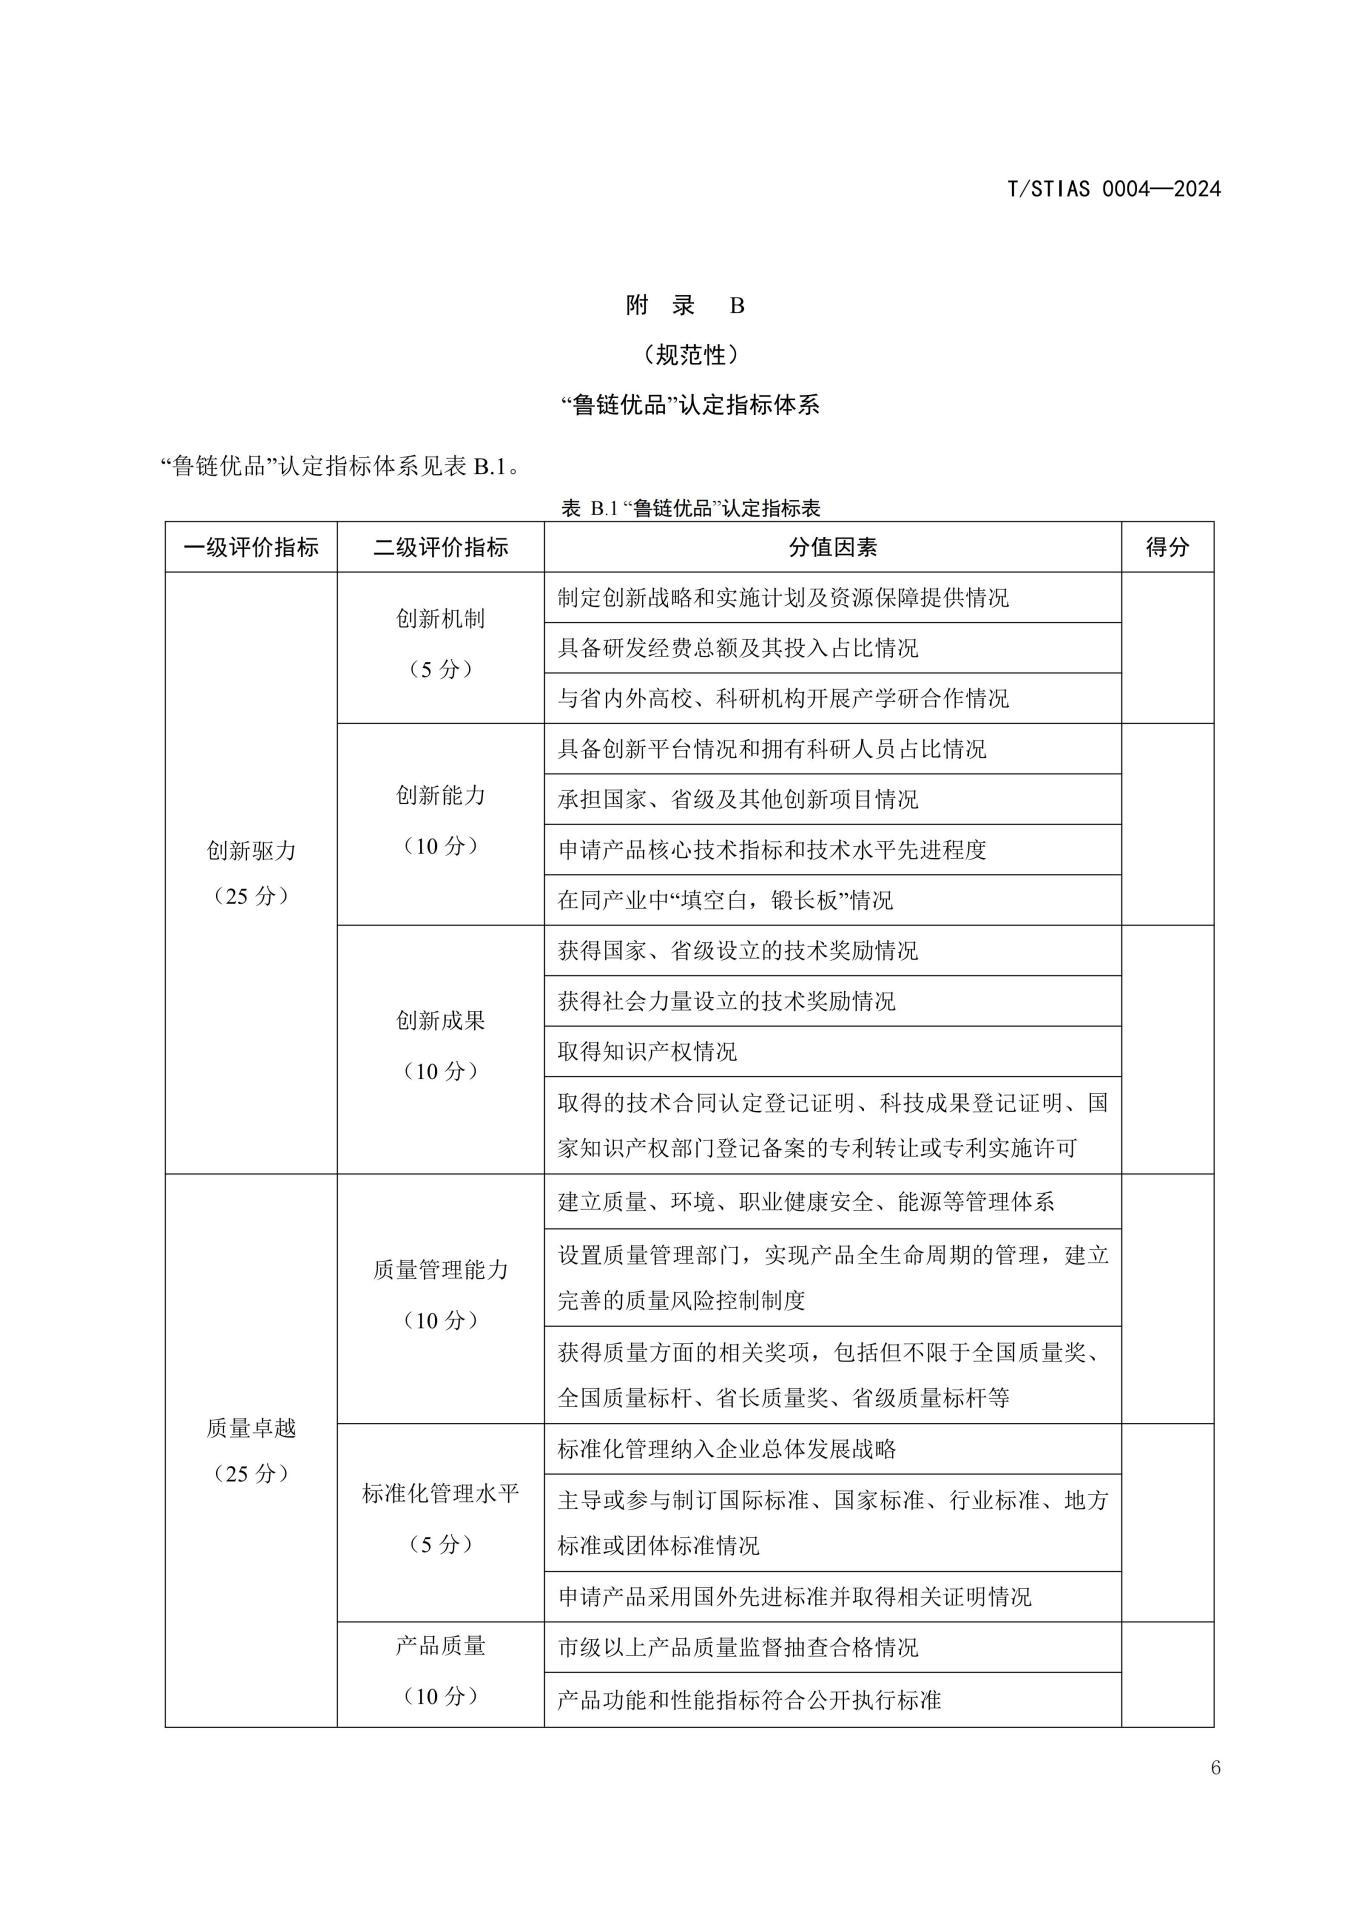 T/STIAS 0004—2024
附 录 B
（规范性）
“鲁链优品”认定指标体系
“鲁链优品”认定指标体系见表 B.1。
表 B.1 “鲁链优品”认定指标表
一级评价指标 二级评价指标 分值因素 得分
创新驱力
（25 分）
创新机制
（5 分）
制定创新战略和实施计划及资源保障提供情况
具备研发经费总额及其投入占比情况
与省内外高校、科研机构开展产学研合作情况
创新能力
（10 分）
具备创新平台情况和拥有科研人员占比情况
承担国家、省级及其他创新项目情况
申请产品核心技术指标和技术水平先进程度
在同产业中“填空白，锻长板”情况
创新成果
（10 分）
获得国家、省级设立的技术奖励情况
获得社会力量设立的技术奖励情况
取得知识产权情况
取得的技术合同认定登记证明、科技成果登记证明、国
家知识产权部门登记备案的专利转让或专利实施许可
质量卓越
（25 分）
质量管理能力
（10 分）
建立质量、环境、职业健康安全、能源等管理体系
设置质量管理部门，实现产品全生命周期的管理，建立
完善的质量风险控制制度
获得质量方面的相关奖项，包括但不限于全国质量奖、
全国质量标杆、省长质量奖、省级质量标杆等
标准化管理水平
（5 分）
标准化管理纳入企业总体发展战略
主导或参与制订国际标准、国家标准、行业标准、地方
标准或团体标准情况
申请产品采用国外先进标准并取得相关证明情况
产品质量
（10 分）
市级以上产品质量监督抽查合格情况
产品功能和性能指标符合公开执行标准
6